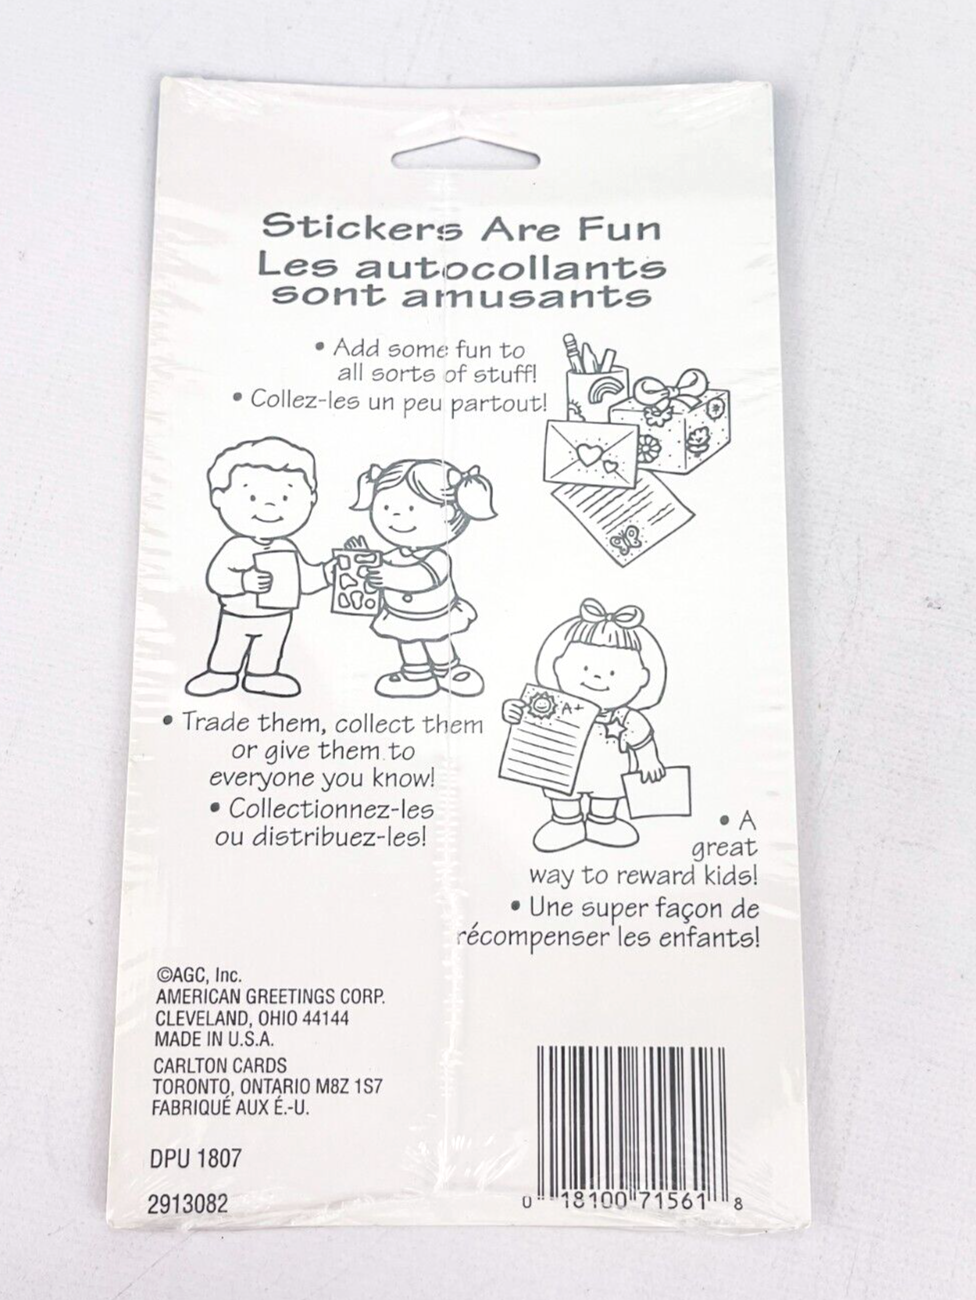 Stickers Are Fun
Les autocollants
sont amusants
• Add some fun to
all sorts of stuff!
• Collez-les un peu partout!
A+
• Trade them, collect them
or give them to
everyone you know!
• Collectionnez-les
ou distribuez-les!
• A
great
way to reward kids!
• Une super façon de
récompenser les enfants!
©AGC, Inc.
AMERICAN GREETINGS CORP.
CLEVELAND, OHIO 44144
MADE IN U.S.A.
CARLTON CARDS
TORONTO, ONTARIO M8Z 1S7
FABRIQUÉ AUX É.-U.
DPU 1807
2913082
0 18100 71561 8